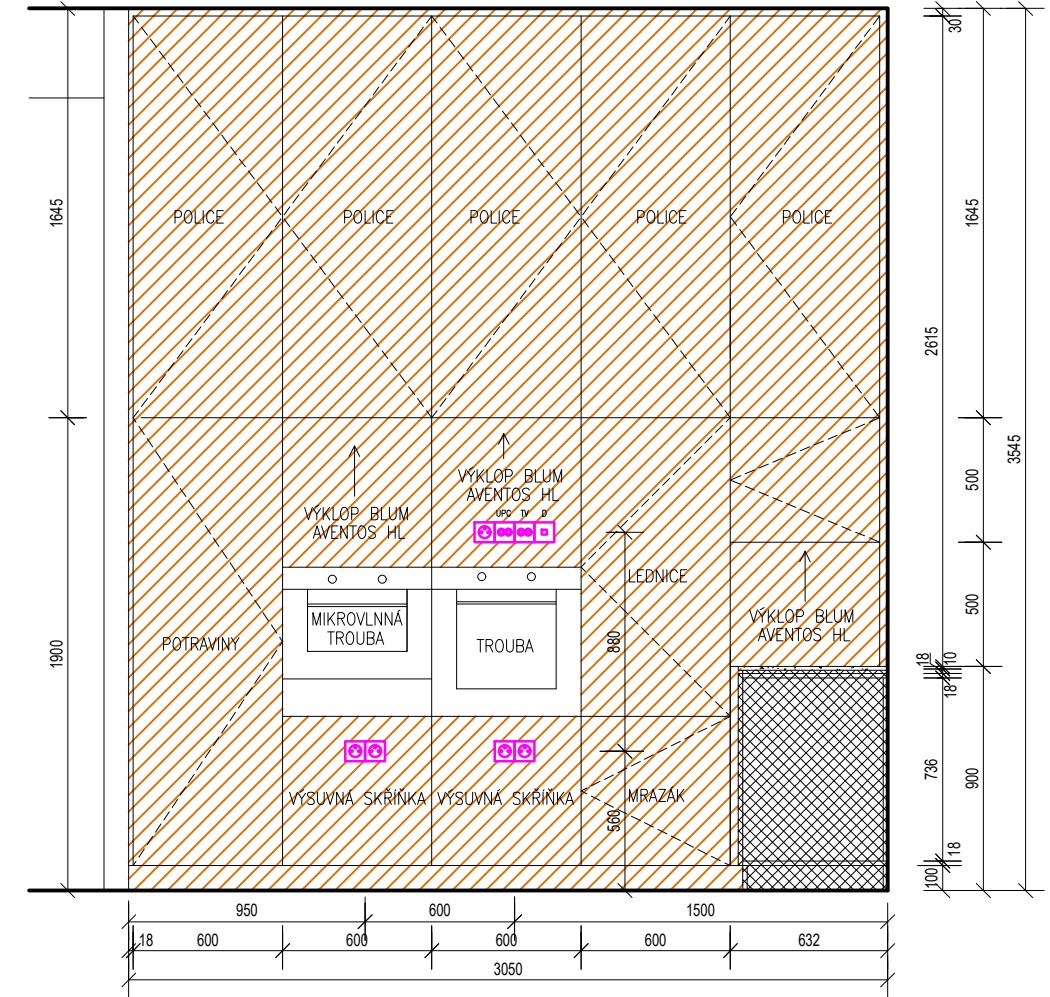 30
1645
1645
POLICE
POLICE
POLICE
POLICE
POLICE
2615
3545
VÝKLOP BLUM
AVENTOS HL
VÝKLOP BLUM
AVENTOS HL
UPC TV D
500
LEDNICE
500
MIKROVLNNÁ
TROUBA
TROUBA
VÝKLOP BLUM
AVENTOS HL
POTRAVINY
880
1900
18
10
18
736
900
VÝSUVNÁ SKŘÍŇKA
VÝSUVNÁ SKŘÍŇKA
MRAZÁK
560
18
100
950
600
1500
18
600
600
600
600
632
3050